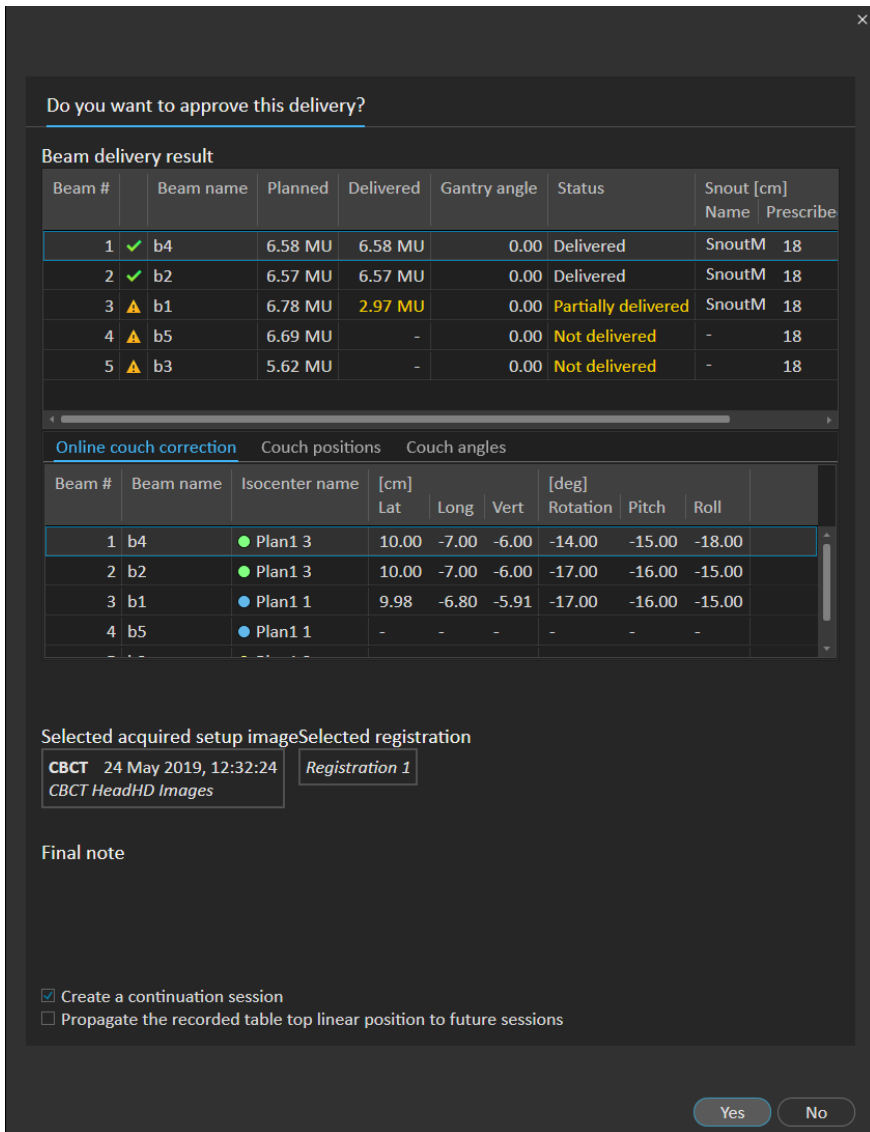 Do you want to approve this delivery?
Beam delivery result
Beam # Beam name Planned Delivered Gantry angle Status Snout [cm]
Name Prescribe
1 b4 6.58 MU 6.58 MU 0.00 Delivered SnoutM 18
2 b2 6.57 MU 6.57 MU 0.00 Delivered SnoutM 18
3 b1 6.78 MU 2.97 MU 0.00 Partially delivered SnoutM 18
4 b5 6.69 MU - 0.00 Not delivered - 18
5 b3 5.62 MU - 0.00 Not delivered - 18
Online couch correction Couch positions Couch angles
Beam # Beam name Isocenter name [cm] [deg]
Lat Long Vert Rotation Pitch Roll
1 b4 Plan1 3 10.00 -7.00 -6.00 -14.00 -15.00 -18.00
2 b2 Plan1 3 10.00 -7.00 -6.00 -17.00 -16.00 -15.00
3 b1 Plan1 1 9.98 -6.80 -5.91 -17.00 -16.00 -15.00
4 b5 Plan1 1 - - - - - -
Selected acquired setup image Selected registration
CBCT 24 May 2019, 12:32:24 Registration 1
CBCT HeadHD Images
Final note
Create a continuation session
Propagate the recorded table top linear position to future sessions
Yes No